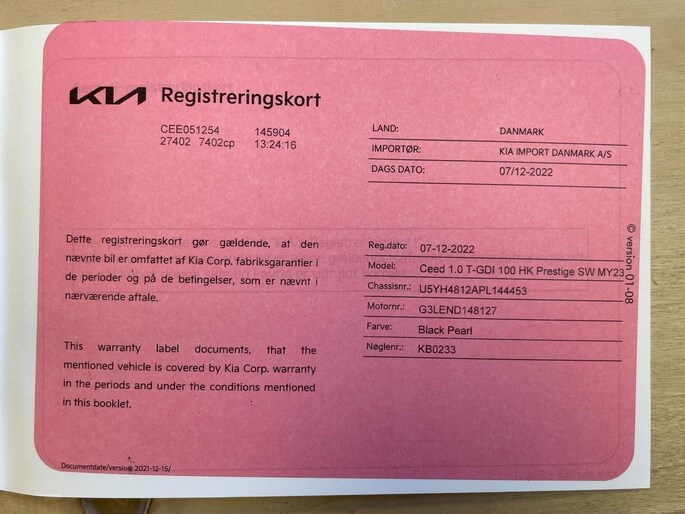 KIA Registreringskort
CEE051254 145904
27402 7402cp 13:24:16
LAND: DANMARK
IMPORTØR: KIA IMPORT DANMARK A/S
DAGS DATO: 07/12-2022
Dette registreringskort gør gældende, at den
nævnte bil er omfattet af Kia Corp. fabriksgarantier i
de perioder og på de betingelser, som er nævnt i
nærværende aftale.
This warranty label documents, that the
mentioned vehicle is covered by Kia Corp. warranty
in the periods and under the conditions mentioned
in this booklet.
Reg.dato: 07-12-2022
Model: Ceed 1.0 T-GDI 100 HK Prestige SW MY23
Chassisnr.: U5YH4812APL144453
Motornr.: G3LEND148127
Farve: Black Pearl
Nøglenr.: KB0233
© version 01-08
Documentdate/version: 2021-12-15/